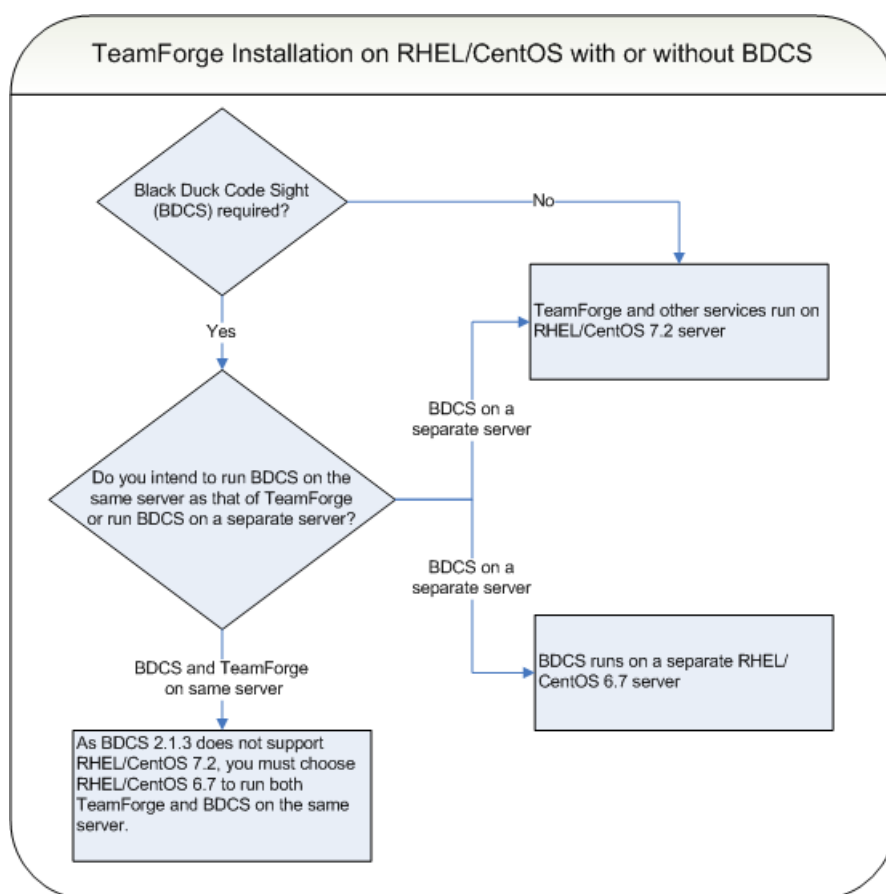 TeamForge Installation on RHEL/CentOS with or without BDCS
Black Duck Code Sight
(BDCS) required?
No
TeamForge and other services run on
RHEL/CentOS 7.2 server
Yes
BDCS on a
separate server
Do you intend to run BDCS on the
same server as that of TeamForge
or run BDCS on a separate server?
BDCS on a
separate server
BDCS runs on a separate RHEL/
CentOS 6.7 server
BDCS and TeamForge
on same server
As BDCS 2.1.3 does not support
RHEL/CentOS 7.2, you must choose
RHEL/CentOS 6.7 to run both
TeamForge and BDCS on the same
server.